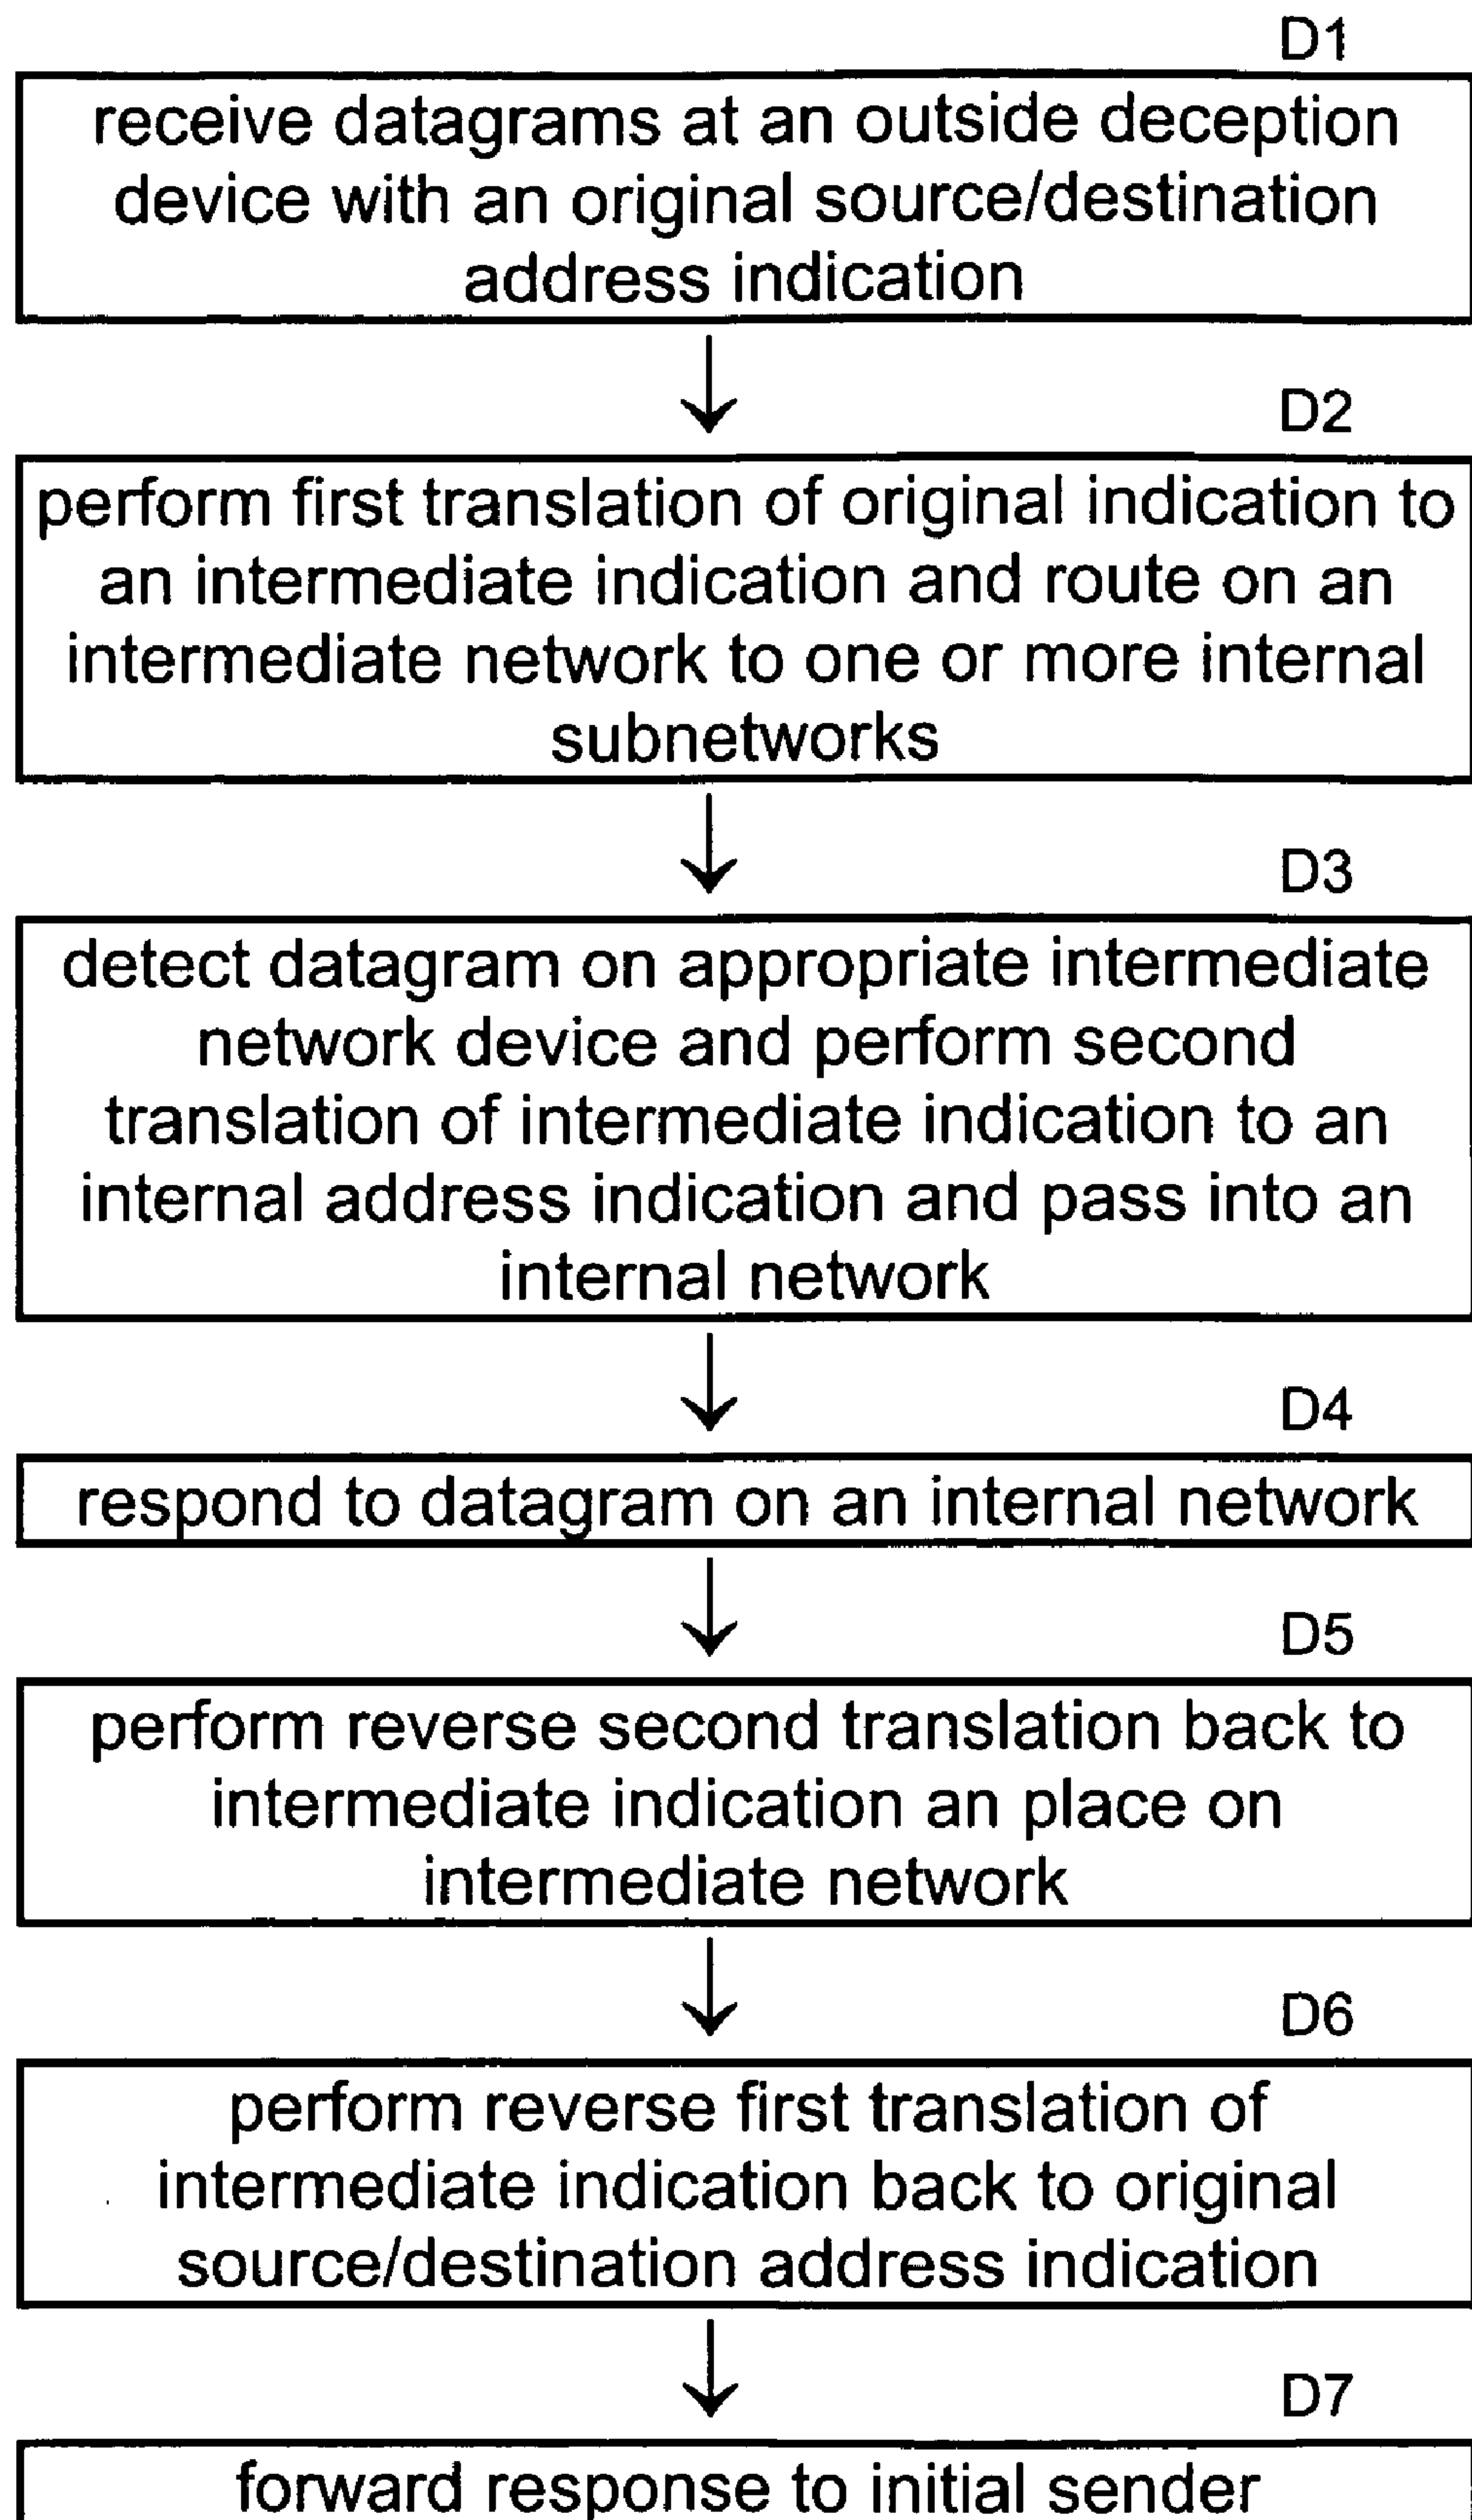 D1
receive datagrams at an outside deception
device with an original source/destination
address indication
D2
perform first translation of original indication to
an intermediate indication and route on an
intermediate network to one or more internal
subnetworks
D3
detect datagram on appropriate intermediate
network device and perform second
translation of intermediate indication to an
internal address indication and pass into an
internal network
D4
respond to datagram on an internal network
D5
perform reverse second translation back to
intermediate indication an place on
intermediate network
D6
perform reverse first translation of
intermediate indication back to original
source/destination address indication
D7
forward response to initial sender